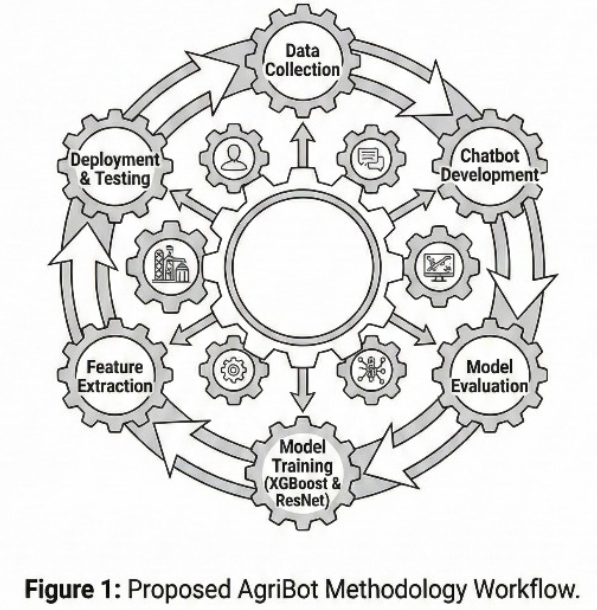 Data
Collection
Deployment
& Testing
Chatbot
Development
Feature
Extraction
Model
Evaluation
Model
Training
(XGBoost &
ResNet)
Figure 1: Proposed AgriBot Methodology Workflow.